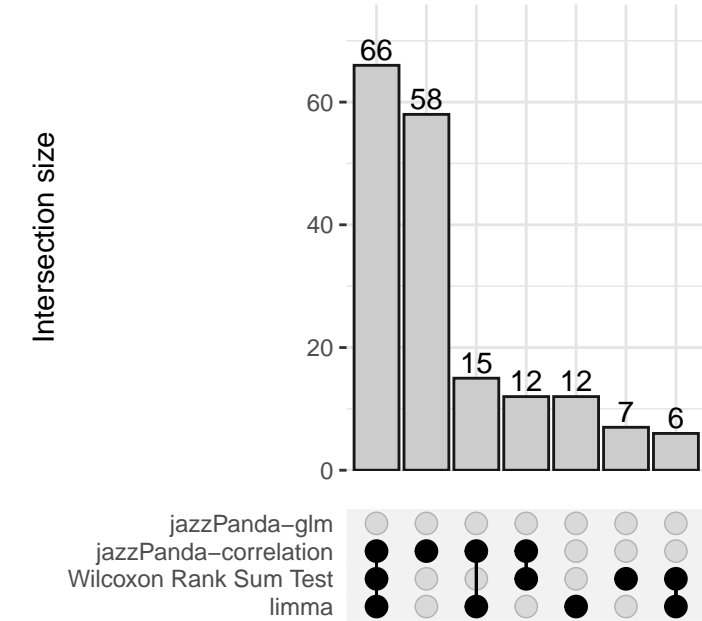 66
58
15
12
12
7
6
60
40
20
0
Intersection size
jazzPanda−glm
jazzPanda−correlation
Wilcoxon Rank Sum Test
limma